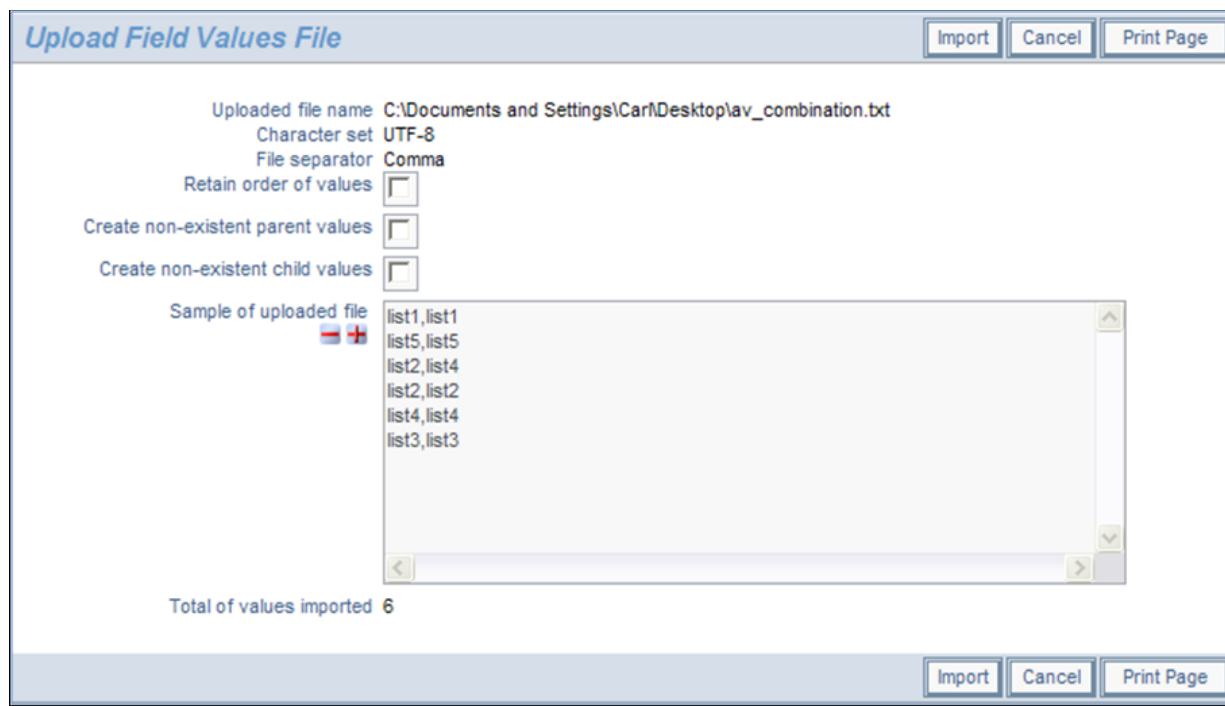 Upload Field Values File
Import Cancel Print Page
Uploaded file name C:\Documents and Settings\Carl\Desktop\av_combination.txt
Character set UTF-8
File separator Comma
Retain order of values
Create non-existent parent values
Create non-existent child values
Sample of uploaded file
list1,list1
list5,list5
list2,list4
list2,list2
list4,list4
list3,list3
Total of values imported 6
Import Cancel Print Page